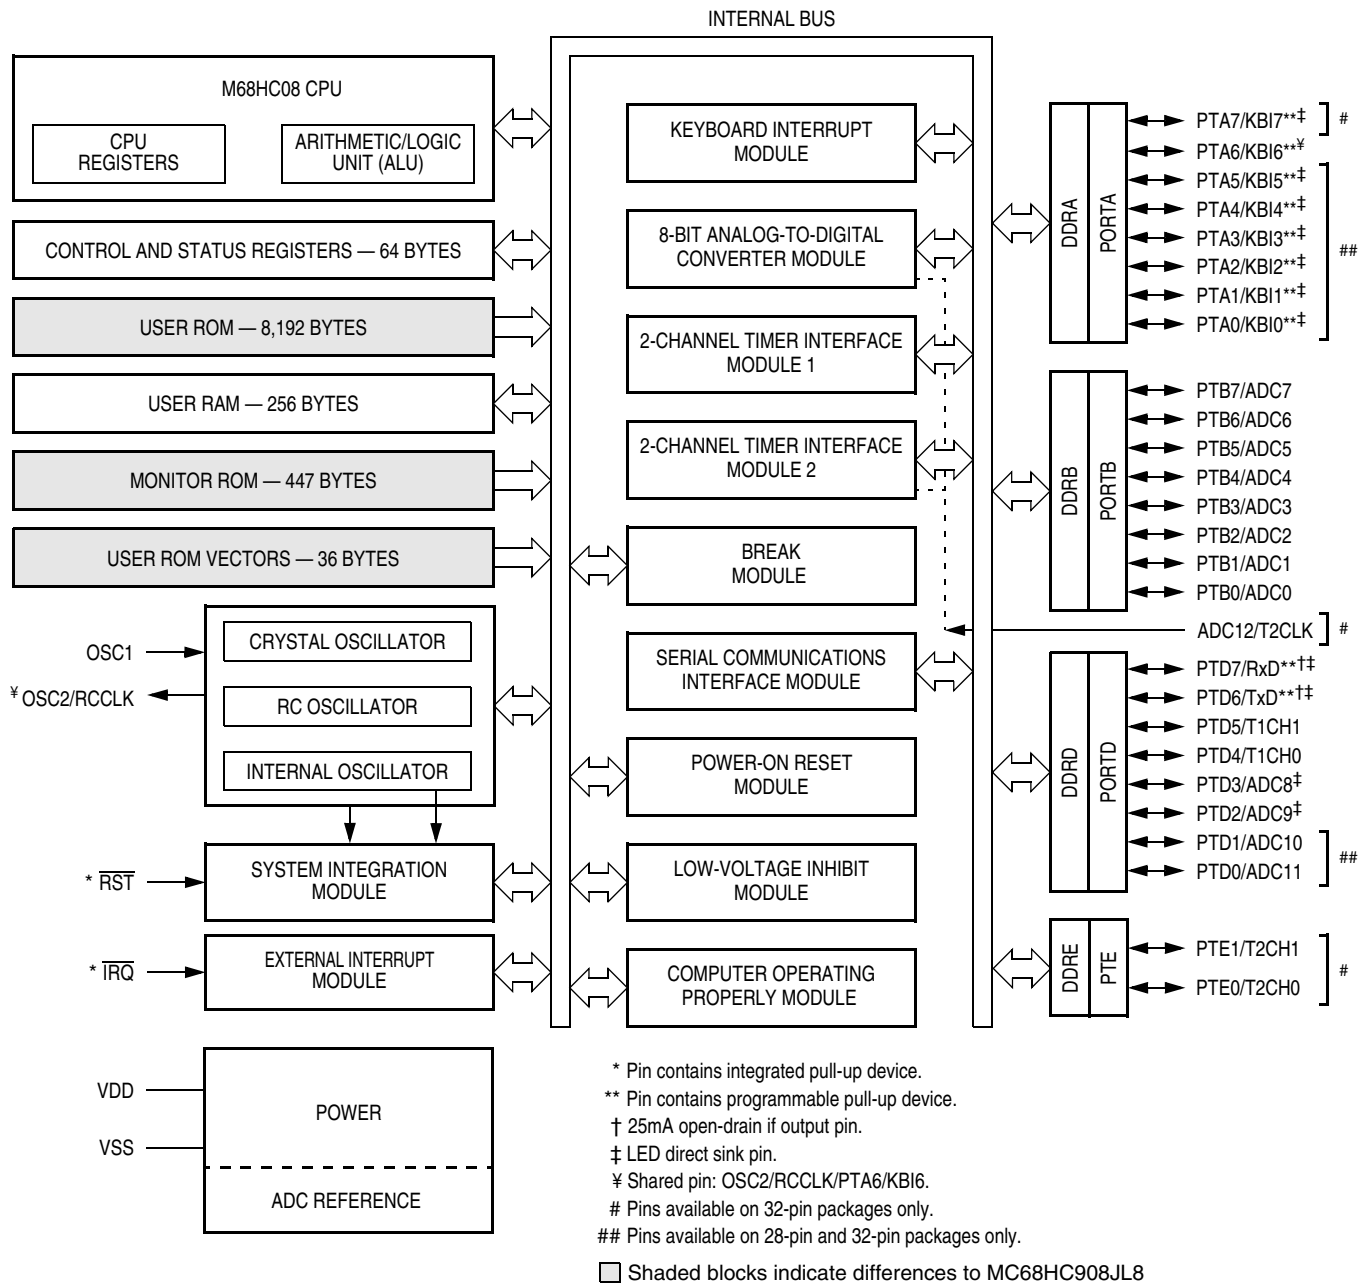 INTERNAL BUS
M68HC08 CPU
CPU
REGISTERS
ARITHMETIC/LOGIC
UNIT (ALU)
CONTROL AND STATUS REGISTERS — 64 BYTES
USER ROM — 8,192 BYTES
USER RAM — 256 BYTES
MONITOR ROM — 447 BYTES
USER ROM VECTORS — 36 BYTES
OSC1
¥ OSC2/RCCLK
CRYSTAL OSCILLATOR
RC OSCILLATOR
INTERNAL OSCILLATOR
* R̅S̅T̅
SYSTEM INTEGRATION
MODULE
* I̅R̅Q̅
EXTERNAL INTERRUPT
MODULE
VDD
VSS
POWER
ADC REFERENCE
KEYBOARD INTERRUPT
MODULE
8-BIT ANALOG-TO-DIGITAL
CONVERTER MODULE
2-CHANNEL TIMER INTERFACE
MODULE 1
2-CHANNEL TIMER INTERFACE
MODULE 2
BREAK
MODULE
SERIAL COMMUNICATIONS
INTERFACE MODULE
POWER-ON RESET
MODULE
LOW-VOLTAGE INHIBIT
MODULE
COMPUTER OPERATING
PROPERLY MODULE
DDRA
PORTA
PTA7/KBI7**‡
#
PTA6/KBI6**¥
PTA5/KBI5**‡
PTA4/KBI4**‡
PTA3/KBI3**‡
PTA2/KBI2**‡
PTA1/KBI1**‡
PTA0/KBI0**‡
##
DDRB
PORTB
PTB7/ADC7
PTB6/ADC6
PTB5/ADC5
PTB4/ADC4
PTB3/ADC3
PTB2/ADC2
PTB1/ADC1
PTB0/ADC0
ADC12/T2CLK
#
DDRD
PORTD
PTD7/RxD**†‡
PTD6/TxD**†‡
PTD5/T1CH1
PTD4/T1CH0
PTD3/ADC8‡
PTD2/ADC9‡
PTD1/ADC10
PTD0/ADC11
##
DDRE
PTE
PTE1/T2CH1
PTE0/T2CH0
#
* Pin contains integrated pull-up device.
** Pin contains programmable pull-up device.
† 25mA open-drain if output pin.
‡ LED direct sink pin.
¥ Shared pin: OSC2/RCCLK/PTA6/KBI6.
# Pins available on 32-pin packages only.
## Pins available on 28-pin and 32-pin packages only.
Shaded blocks indicate differences to MC68HC908JL8